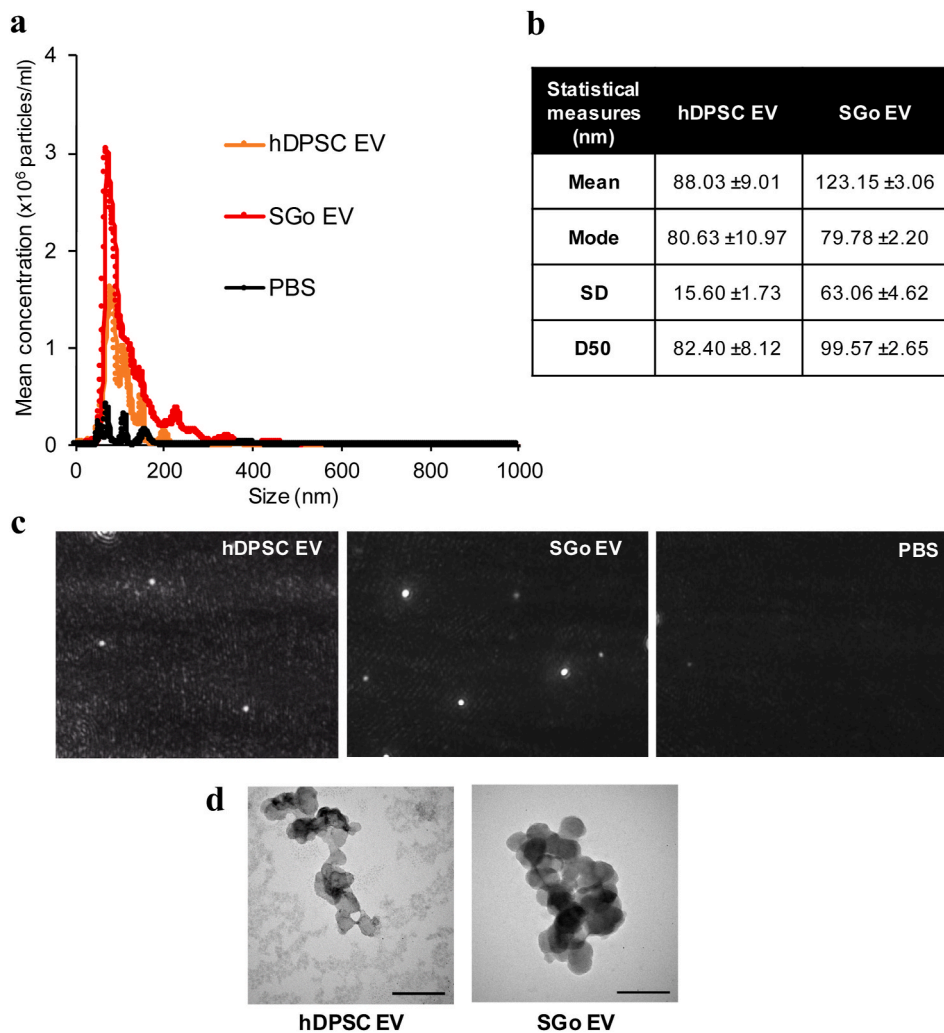 a
Mean concentration (x10⁶ particles/ml)
4
3
2
1
0
0 200 400 600 800 1000
Size (nm)
hDPSC EV
SGo EV
PBS
b
Statistical measures (nm) hDPSC EV SGo EV
Mean 88.03 ±9.01 123.15 ±3.06
Mode 80.63 ±10.97 79.78 ±2.20
SD 15.60 ±1.73 63.06 ±4.62
D50 82.40 ±8.12 99.57 ±2.65
c
hDPSC EV SGo EV PBS
d
hDPSC EV SGo EV